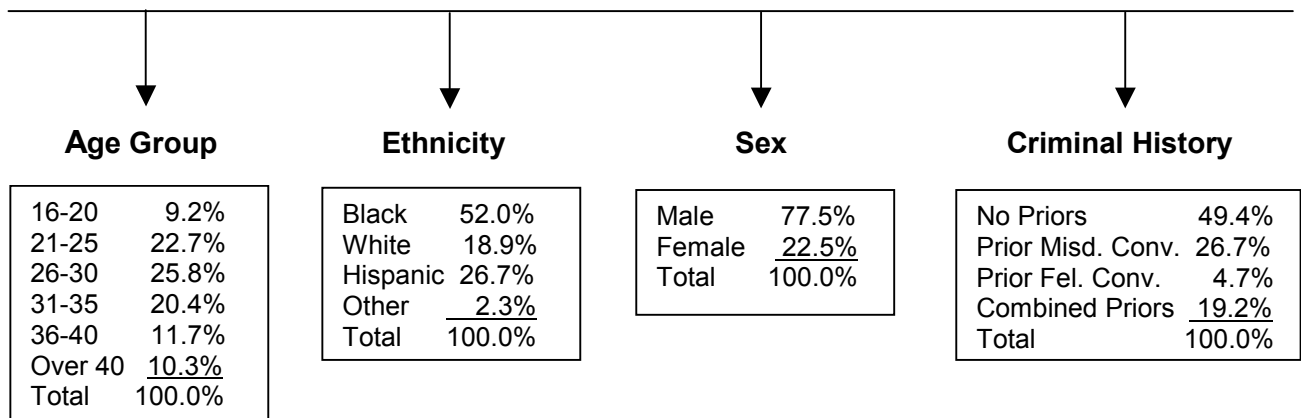 Age Group
16-20 9.2%
21-25 22.7%
26-30 25.8%
31-35 20.4%
36-40 11.7%
Over 40 10.3%
Total 100.0%
Ethnicity
Black 52.0%
White 18.9%
Hispanic 26.7%
Other 2.3%
Total 100.0%
Sex
Male 77.5%
Female 22.5%
Total 100.0%
Criminal History
No Priors 49.4%
Prior Misd. Conv. 26.7%
Prior Fel. Conv. 4.7%
Combined Priors 19.2%
Total 100.0%